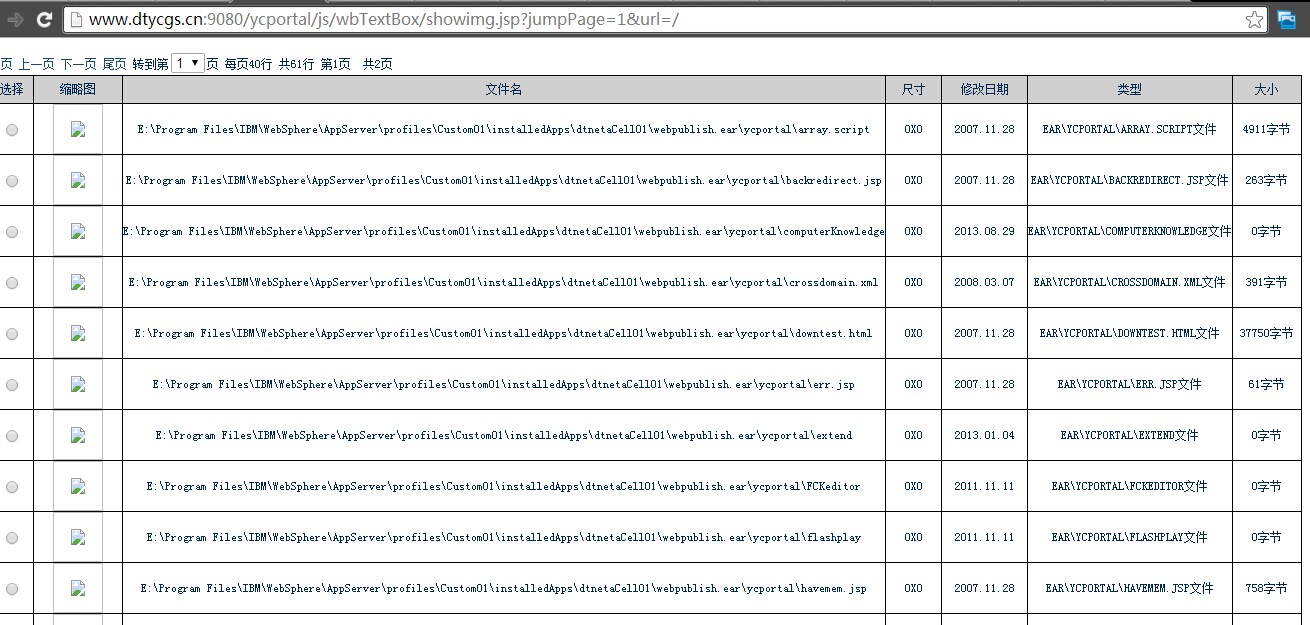 www.dtycgs.cn:9080/ycportal/js/wbTextBox/showimg.jsp?jumpPage=1&url=/
页 上一页 下一页 尾页 转到第 1 页 每页40行 共61行 第1页 共2页
选择 缩略图 文件名 尺寸 修改日期 类型 大小
E:\Program Files\IBM\WebSphere\AppServer\profiles\Custom01\installedApps\dtnetaCell01\webpublish.ear\ycportal\array.script 0X0 2007.11.28 EAR\YCPORTAL\ARRAY.SCRIPT文件 4911字节
E:\Program Files\IBM\WebSphere\AppServer\profiles\Custom01\installedApps\dtnetaCell01\webpublish.ear\ycportal\backredirect.jsp 0X0 2007.11.28 EAR\YCPORTAL\BACKREDIRECT.JSP文件 263字节
E:\Program Files\IBM\WebSphere\AppServer\profiles\Custom01\installedApps\dtnetaCell01\webpublish.ear\ycportal\computerKnowledge 0X0 2013.08.29 EAR\YCPORTAL\COMPUTERKNOWLEDGE文件 0字节
E:\Program Files\IBM\WebSphere\AppServer\profiles\Custom01\installedApps\dtnetaCell01\webpublish.ear\ycportal\crossdomain.xml 0X0 2008.03.07 EAR\YCPORTAL\CROSSDOMAIN.XML文件 391字节
E:\Program Files\IBM\WebSphere\AppServer\profiles\Custom01\installedApps\dtnetaCell01\webpublish.ear\ycportal\downtest.html 0X0 2007.11.28 EAR\YCPORTAL\DOWNTEST.HTML文件 37750字节
E:\Program Files\IBM\WebSphere\AppServer\profiles\Custom01\installedApps\dtnetaCell01\webpublish.ear\ycportal\err.jsp 0X0 2007.11.28 EAR\YCPORTAL\ERR.JSP文件 61字节
E:\Program Files\IBM\WebSphere\AppServer\profiles\Custom01\installedApps\dtnetaCell01\webpublish.ear\ycportal\extend 0X0 2013.01.04 EAR\YCPORTAL\EXTEND文件 0字节
E:\Program Files\IBM\WebSphere\AppServer\profiles\Custom01\installedApps\dtnetaCell01\webpublish.ear\ycportal\FCKeditor 0X0 2011.11.11 EAR\YCPORTAL\FCKEDITOR文件 0字节
E:\Program Files\IBM\WebSphere\AppServer\profiles\Custom01\installedApps\dtnetaCell01\webpublish.ear\ycportal\flashplay 0X0 2011.11.11 EAR\YCPORTAL\FLASHPLAY文件 0字节
E:\Program Files\IBM\WebSphere\AppServer\profiles\Custom01\installedApps\dtnetaCell01\webpublish.ear\ycportal\havemem.jsp 0X0 2007.11.28 EAR\YCPORTAL\HAVEMEM.JSP文件 758字节